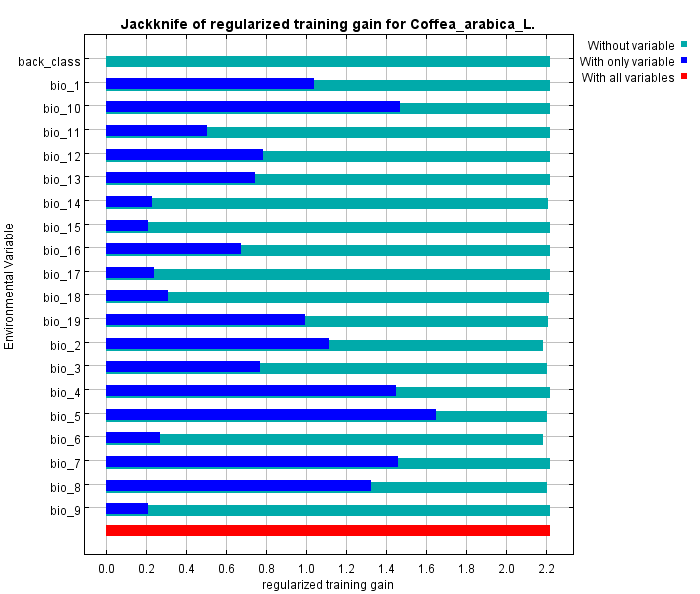 Jackknife of regularized training gain for Coffea_arabica_L.
Without variable
With only variable
With all variables
Environmental Variable
back_class
bio_1
bio_10
bio_11
bio_12
bio_13
bio_14
bio_15
bio_16
bio_17
bio_18
bio_19
bio_2
bio_3
bio_4
bio_5
bio_6
bio_7
bio_8
bio_9
0.0 0.2 0.4 0.6 0.8 1.0 1.2 1.4 1.6 1.8 2.0 2.2
regularized training gain